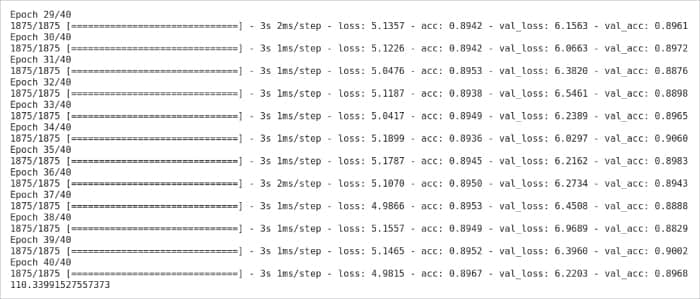 Epoch 29/40
1875/1875 [==============================] - 3s 2ms/step - loss: 5.1357 - acc: 0.8942 - val_loss: 6.1563 - val_acc: 0.8961
Epoch 30/40
1875/1875 [==============================] - 3s 1ms/step - loss: 5.1226 - acc: 0.8942 - val_loss: 6.0663 - val_acc: 0.8972
Epoch 31/40
1875/1875 [==============================] - 3s 1ms/step - loss: 5.0476 - acc: 0.8953 - val_loss: 6.3820 - val_acc: 0.8876
Epoch 32/40
1875/1875 [==============================] - 3s 1ms/step - loss: 5.1187 - acc: 0.8938 - val_loss: 6.5461 - val_acc: 0.8898
Epoch 33/40
1875/1875 [==============================] - 3s 1ms/step - loss: 5.0417 - acc: 0.8949 - val_loss: 6.2389 - val_acc: 0.8965
Epoch 34/40
1875/1875 [==============================] - 3s 1ms/step - loss: 5.1899 - acc: 0.8936 - val_loss: 6.0297 - val_acc: 0.9060
Epoch 35/40
1875/1875 [==============================] - 3s 1ms/step - loss: 5.1787 - acc: 0.8945 - val_loss: 6.2162 - val_acc: 0.8983
Epoch 36/40
1875/1875 [==============================] - 3s 2ms/step - loss: 5.1070 - acc: 0.8950 - val_loss: 6.2734 - val_acc: 0.8943
Epoch 37/40
1875/1875 [==============================] - 3s 1ms/step - loss: 4.9866 - acc: 0.8953 - val_loss: 6.4508 - val_acc: 0.8888
Epoch 38/40
1875/1875 [==============================] - 3s 1ms/step - loss: 5.1557 - acc: 0.8949 - val_loss: 6.9689 - val_acc: 0.8829
Epoch 39/40
1875/1875 [==============================] - 3s 1ms/step - loss: 5.1465 - acc: 0.8952 - val_loss: 6.3960 - val_acc: 0.9002
Epoch 40/40
1875/1875 [==============================] - 3s 1ms/step - loss: 4.9815 - acc: 0.8967 - val_loss: 6.2203 - val_acc: 0.8968
110.33991527557373